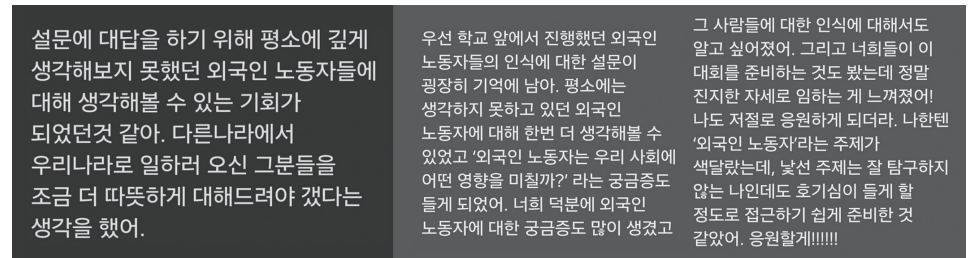 설문에 대답을 하기 위해 평소에 깊게
생각해보지 못했던 외국인 노동자들에
대해 생각해볼 수 있는 기회가
되었던것 같아. 다른나라에서
우리나라로 일하러 오신 그분들을
조금 더 따뜻하게 대해드려야 갰다는
생각을 했어.
우선 학교 앞에서 진행했던 외국인
노동자들의 인식에 대한 설문이
굉장히 기억에 남아. 평소에는
생각하지 못하고 있던 외국인
노동자에 대해 한번 더 생각해볼 수
있었고 ‘외국인 노동자는 우리 사회에
어떤 영향을 미칠까?’ 라는 궁금증도
들게 되었어. 너희 덕분에 외국인
노동자에 대한 궁금증도 많이 생겼고
그 사람들에 대한 인식에 대해서도
알고 싶어졌어. 그리고 너희들이 이
대회를 준비하는 것도 봤는데 정말
진지한 자세로 임하는 게 느껴졌어!
나도 저절로 응원하게 되더라. 나한텐
‘외국인 노동자’라는 주제가
색달랐는데, 낯선 주제는 잘 탐구하지
않는 나인데도 호기심이 들게 할
정도로 접근하기 쉽게 준비한 것
같았어. 응원할게!!!!!!